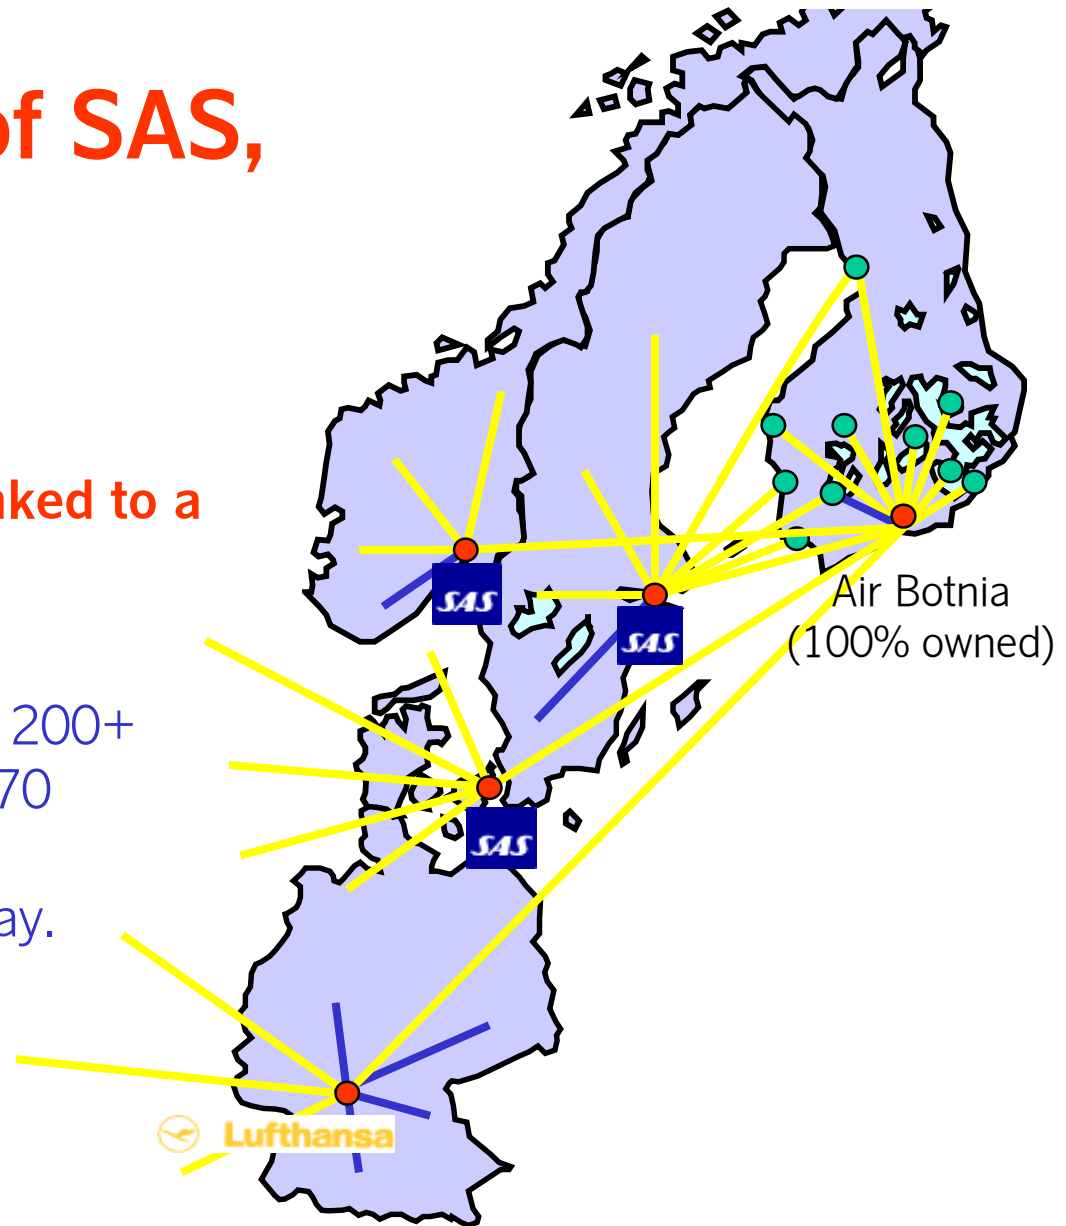 of SAS,
nked to a
SAS
SAS
Air Botnia
(100% owned)
200+
70
SAS
ay.
Lufthansa